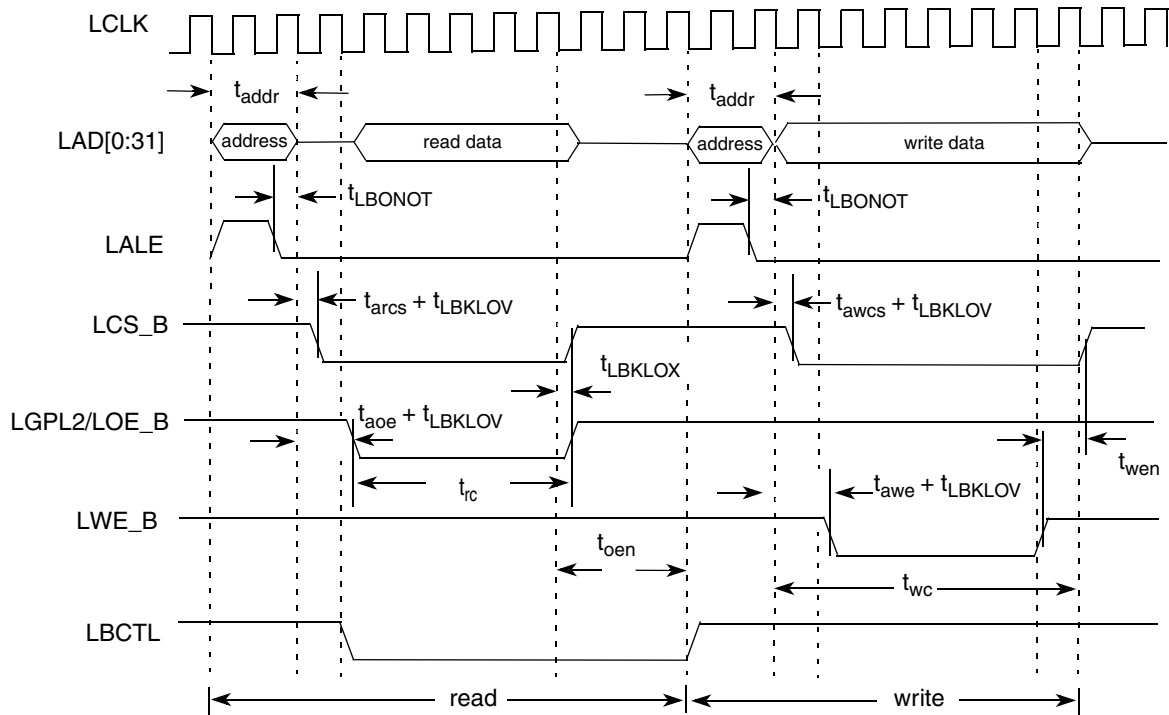 LCLK
t_addr t_addr
LAD[0:31] address read data address write data
t_LBONOT t_LBONOT
LALE
t_arcs + t_LBKLOV t_awcs + t_LBKLOV
LCS_B
t_LBKLOX
t_aoe + t_LBKLOV
LGPL2/LOE_B
t_wen
t_rc t_awe + t_LBKLOV
LWE_B
t_oen
t_wc
LBCTL
read write